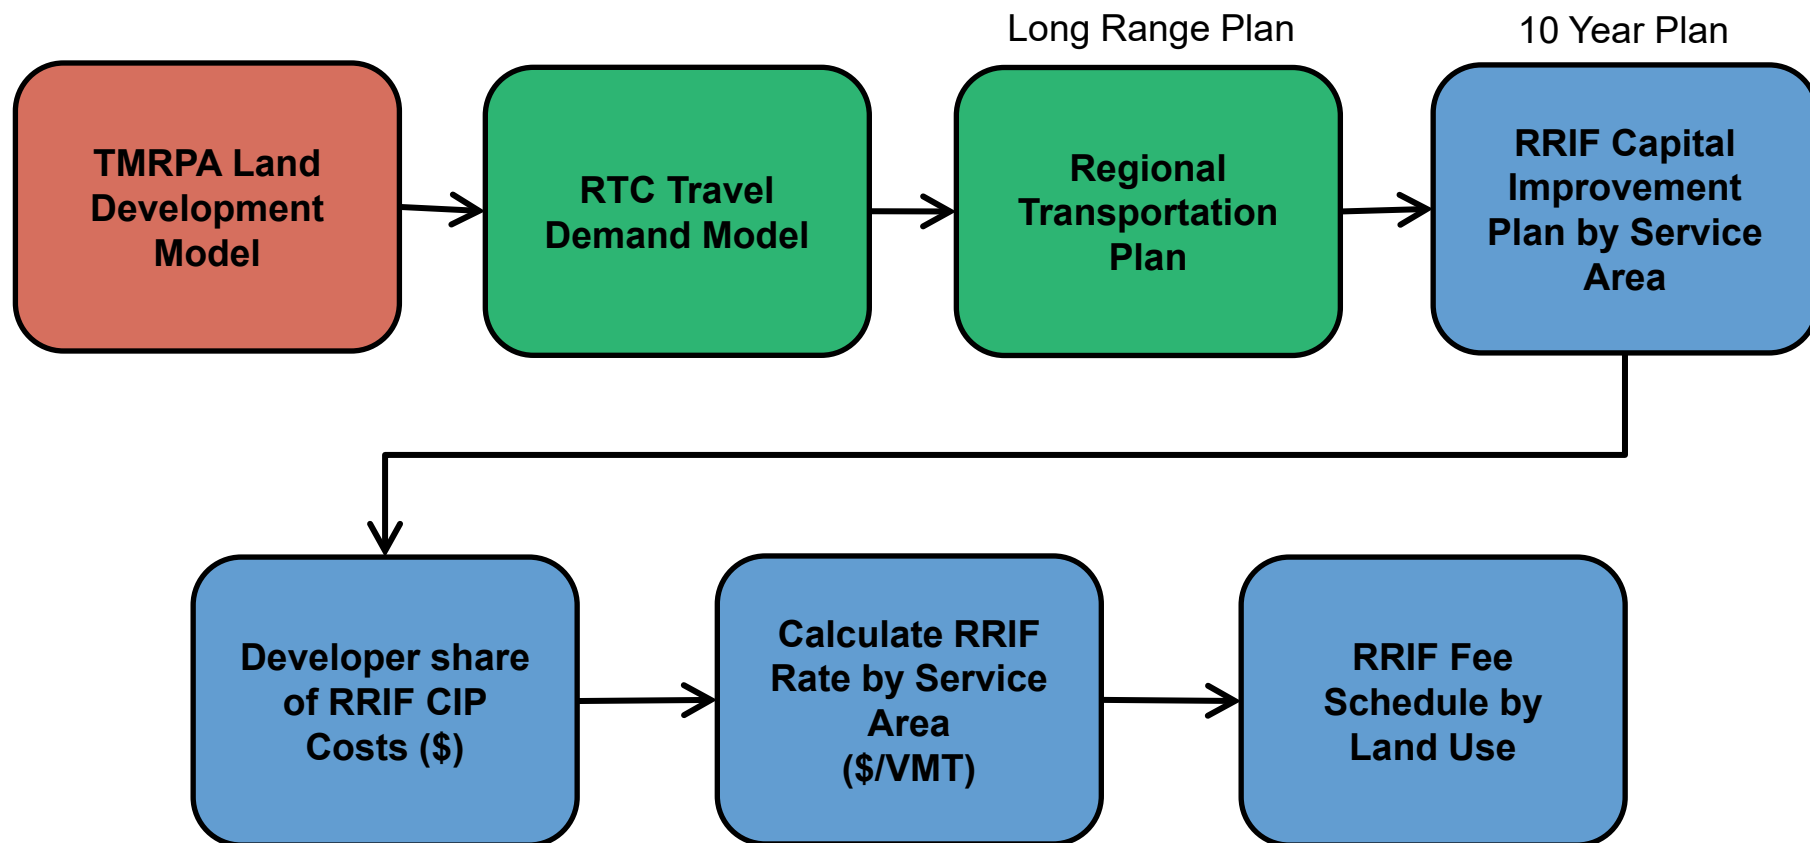 Long Range Plan
10 Year Plan
TMRPA Land
Development
Model
RTC Travel
Demand Model
Regional
Transportation
Plan
RRIF Capital
Improvement
Plan by Service
Area
Developer share
of RRIF CIP
Costs ($)
Calculate RRIF
Rate by Service
Area
($/VMT)
RRIF Fee
Schedule by
Land Use